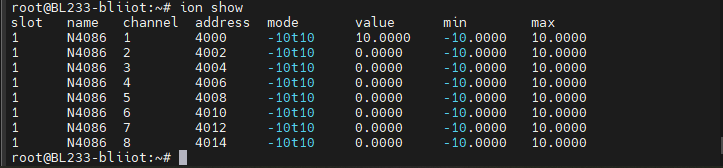 root@BL233-bliiot:~# ion show
slot name channel address mode value min max
1 N4086 1 4000 -10t10 10.0000 -10.0000 10.0000
1 N4086 2 4002 -10t10 0.0000 -10.0000 10.0000
1 N4086 3 4004 -10t10 0.0000 -10.0000 10.0000
1 N4086 4 4006 -10t10 0.0000 -10.0000 10.0000
1 N4086 5 4008 -10t10 0.0000 -10.0000 10.0000
1 N4086 6 4010 -10t10 0.0000 -10.0000 10.0000
1 N4086 7 4012 -10t10 0.0000 -10.0000 10.0000
1 N4086 8 4014 -10t10 0.0000 -10.0000 10.0000
root@BL233-bliiot:~#